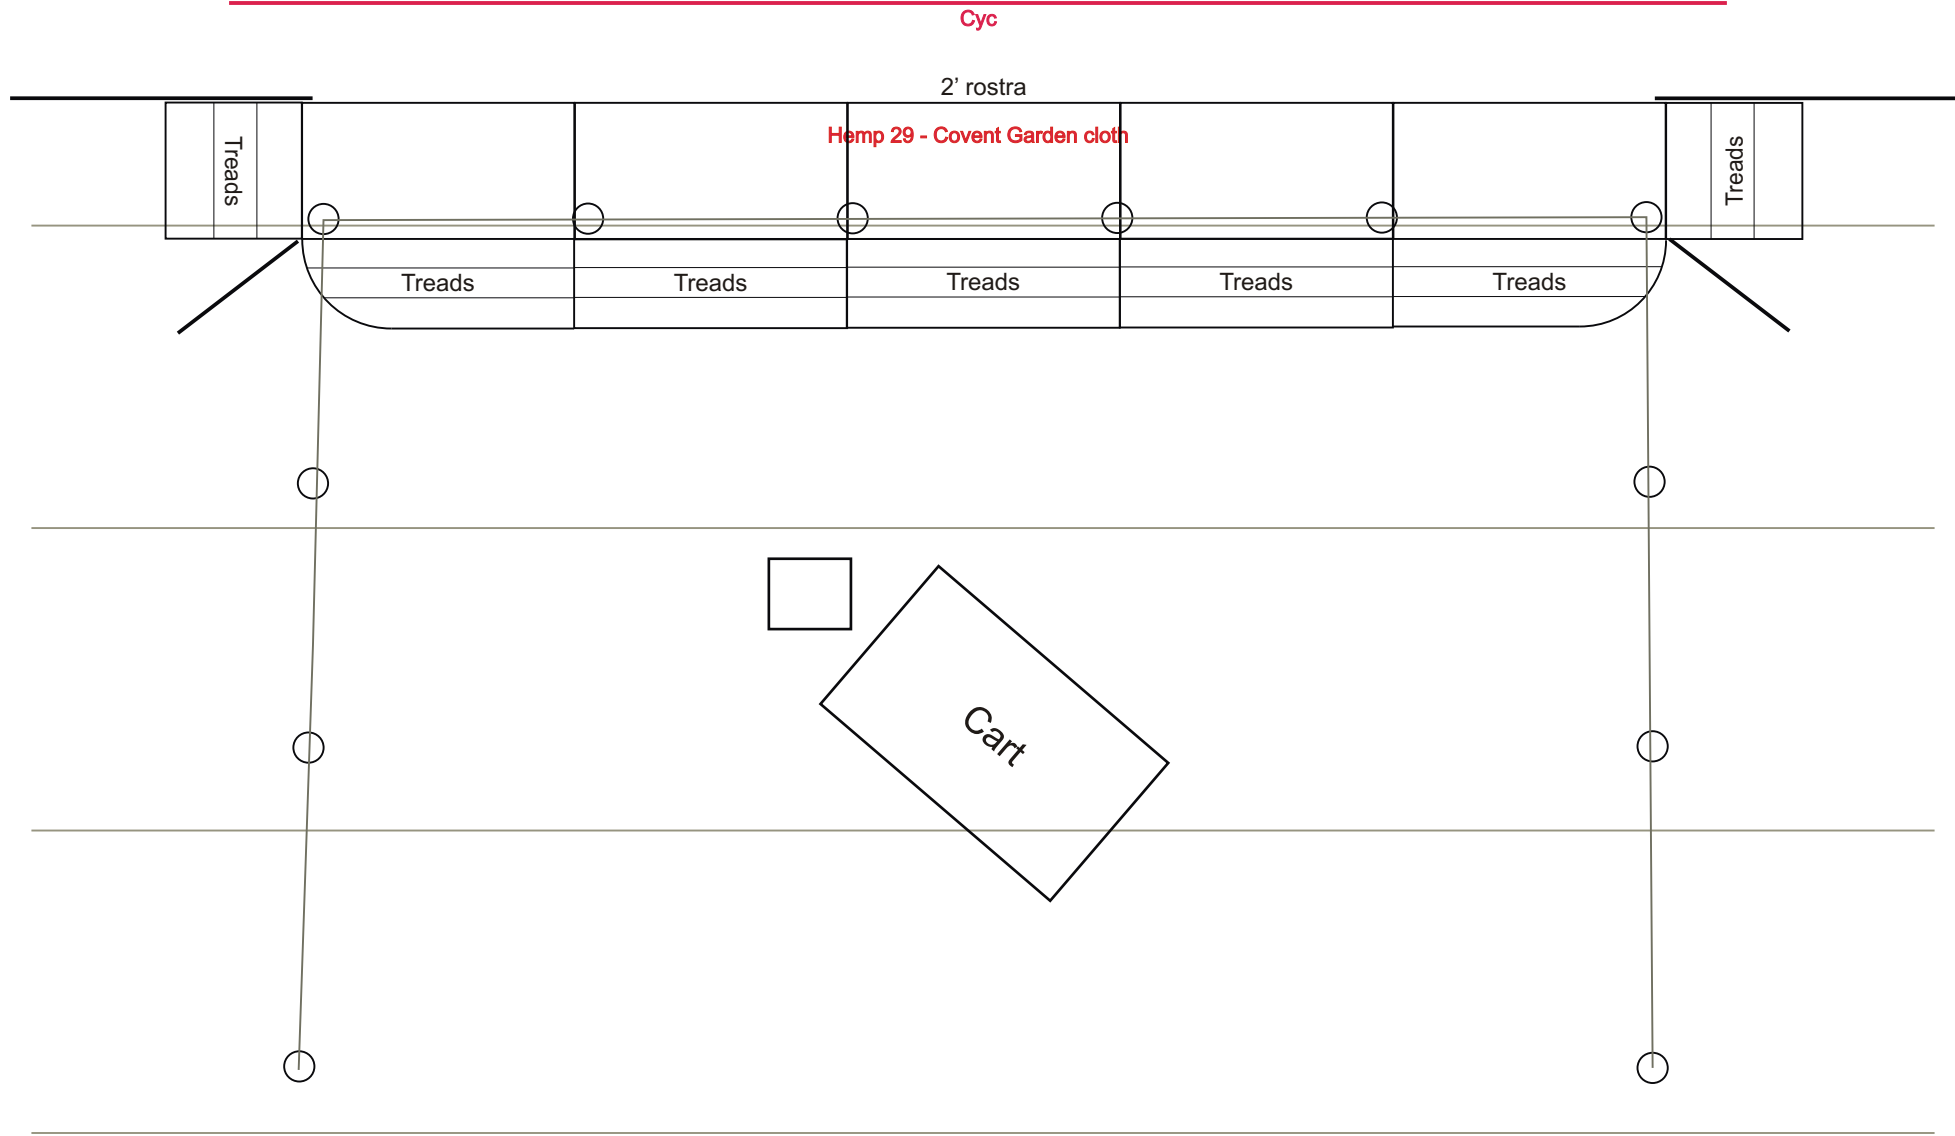 Cyc
2’ rostra
Hemp 29 - Covent Garden cloth
Treads
Treads
Treads
Treads
Treads
Treads
Treads
Cart